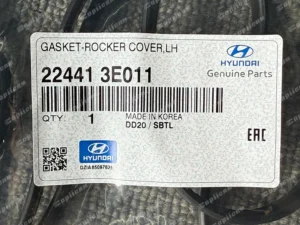 GASKET-ROCKER COVER,LH
22441 3E011
HYUNDAI
Genuine Parts
QTY: 1
MADE IN KOREA
DD20 / SBTL
EAC
HYUNDAI